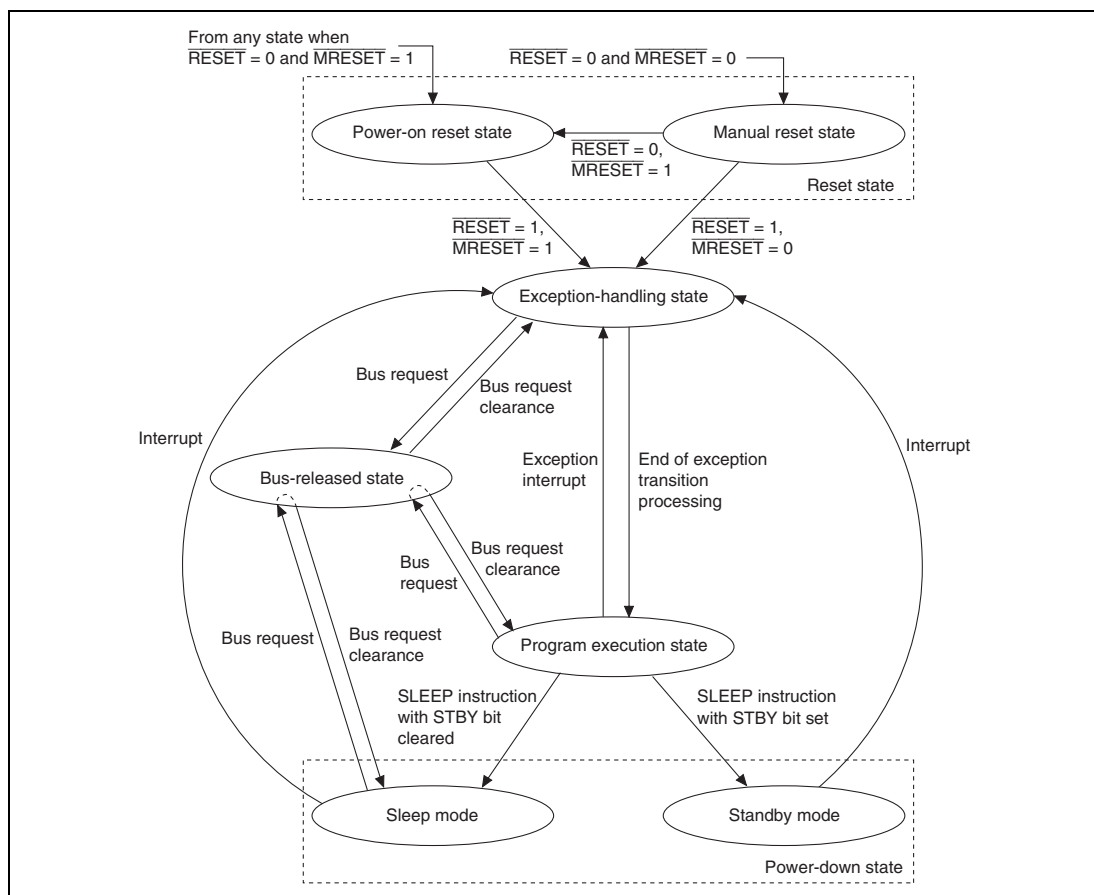 From any state when
RESET = 0 and MRESET = 1
RESET = 0 and MRESET = 0
Power-on reset state
Manual reset state
RESET = 0,
MRESET = 1
Reset state
RESET = 1,
MRESET = 1
RESET = 1,
MRESET = 0
Exception-handling state
Bus request
Bus request
clearance
Interrupt
Interrupt
Bus-released state
Exception
interrupt
End of exception
transition
processing
Bus
request
Bus request
clearance
Bus request
Bus request
clearance
Program execution state
SLEEP instruction
with STBY bit
cleared
SLEEP instruction
with STBY bit set
Sleep mode
Standby mode
Power-down state